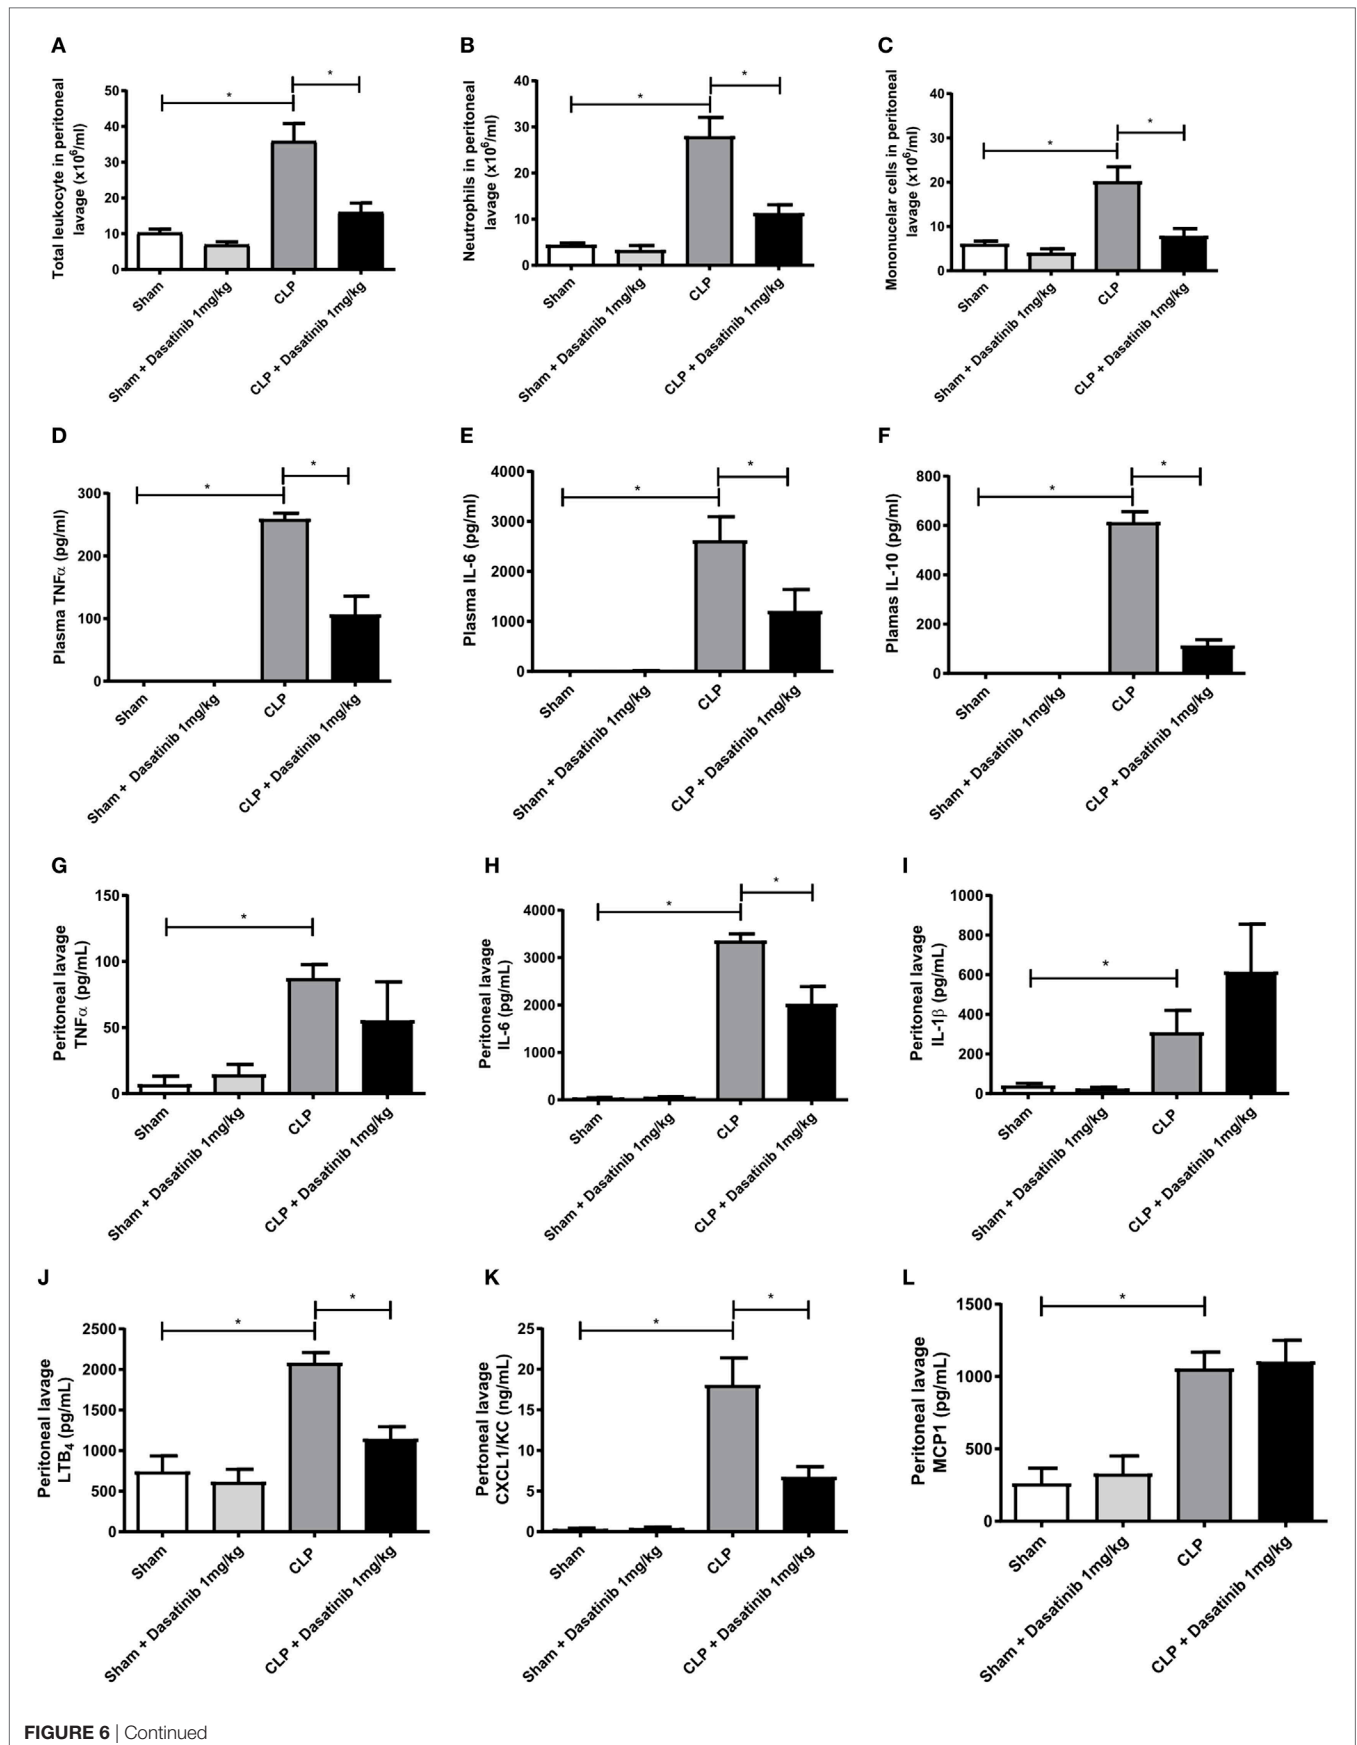 A
Total leukocyte in peritoneal
lavage (x10⁶/ml)
50
40
30
20
10
0
*
*
Sham
Sham + Dasatinib 1mg/kg
CLP
CLP + Dasatinib 1mg/kg
B
Neutrophils in peritoneal
lavage (x10⁶/ml)
40
30
20
10
0
*
*
Sham
Sham + Dasatinib 1mg/kg
CLP
CLP + Dasatinib 1mg/kg
C
Mononucelar cells in peritoneal
lavage (x10⁶/ml)
40
30
20
10
0
*
*
Sham
Sham + Dasatinib 1mg/kg
CLP
CLP + Dasatinib 1mg/kg
D
Plasma TNFα (pg/ml)
300
200
100
0
*
*
Sham
Sham + Dasatinib 1mg/kg
CLP
CLP + Dasatinib 1mg/kg
E
Plasma IL-6 (pg/ml)
4000
3000
2000
1000
0
*
*
Sham
Sham + Dasatinib 1mg/kg
CLP
CLP + Dasatinib 1mg/kg
F
Plamas IL-10 (pg/ml)
800
600
400
200
0
*
*
Sham
Sham + Dasatinib 1mg/kg
CLP
CLP + Dasatinib 1mg/kg
G
Peritoneal lavage
TNFα (pg/mL)
150
100
50
0
*
Sham
Sham + Dasatinib 1mg/kg
CLP
CLP + Dasatinib 1mg/kg
H
Peritoneal lavage
IL-6 (pg/mL)
4000
3000
2000
1000
0
*
*
Sham
Sham + Dasatinib 1mg/kg
CLP
CLP + Dasatinib 1mg/kg
I
Peritoneal lavage
IL-1β (pg/mL)
1000
800
600
400
200
0
*
Sham
Sham + Dasatinib 1mg/kg
CLP
CLP + Dasatinib 1mg/kg
J
Peritoneal lavage
LTB₄ (pg/mL)
2500
2000
1500
1000
500
0
*
*
Sham
Sham + Dasatinib 1mg/kg
CLP
CLP + Dasatinib 1mg/kg
K
Pertoneal lavage
CXCL1/KC (ng/mL)
25
20
15
10
5
0
*
*
Sham
Sham + Dasatinib 1mg/kg
CLP
CLP + Dasatinib 1mg/kg
L
Peritoneal lavage
MCP1 (pg/mL)
1500
1000
500
0
*
Sham
Sham + Dasatinib 1mg/kg
CLP
CLP + Dasatinib 1mg/kg
FIGURE 6 | Continued